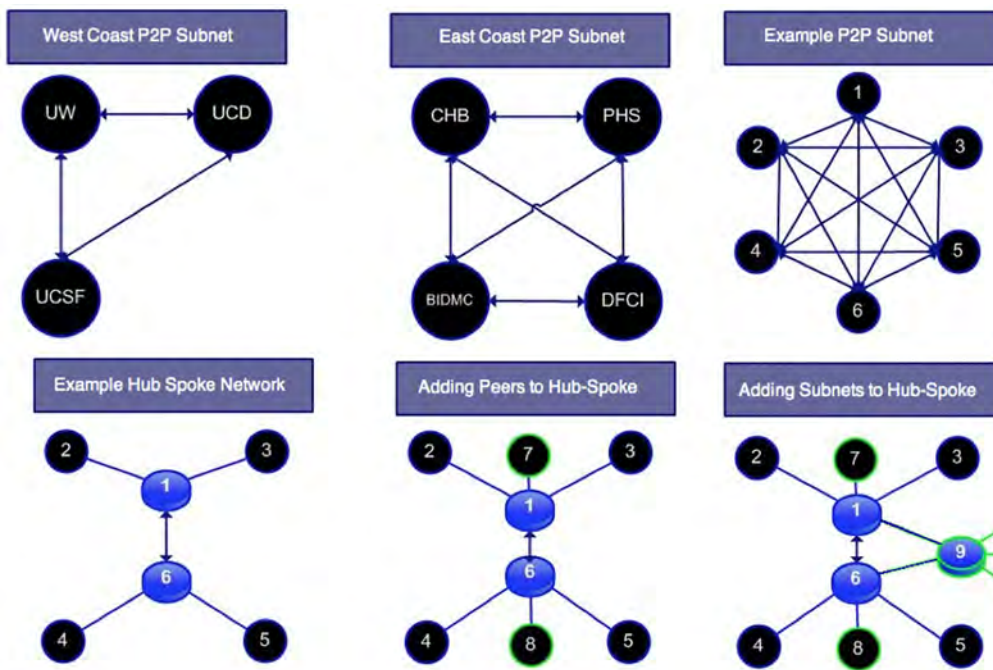 West Coast P2P Subnet
East Coast P2P Subnet
Example P2P Subnet
UW
UCD
UCSF
CHB
PHS
BIDMC
DFCI
1
2
3
4
5
6
Example Hub Spoke Network
Adding Peers to Hub-Spoke
Adding Subnets to Hub-Spoke
2
3
1
6
4
5
2
7
3
1
6
4
8
5
2
7
3
1
9
6
4
8
5